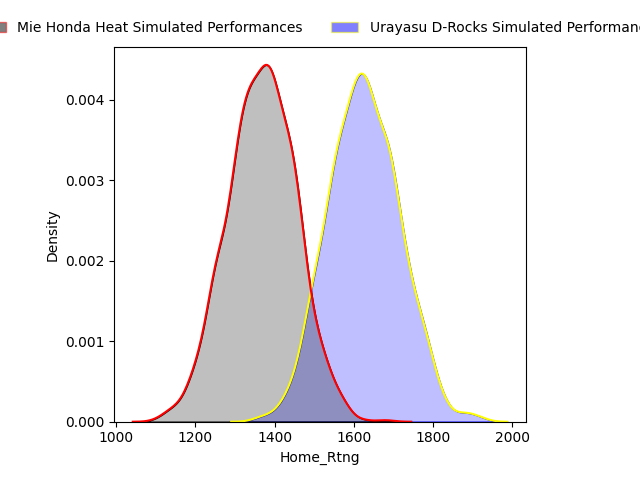 Mie Honda Heat Simulated Performances
Urayasu D-Rocks Simulated
0.004
0.003
0.002
0.001
0.000
Density
1000 1200 1400 1600 1800 2000
Home_Rtng